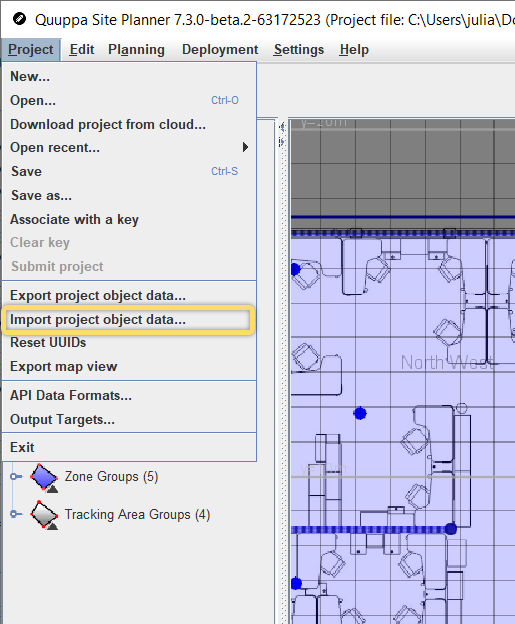 Quuppa Site Planner 7.3.0-beta.2-63172523 (Project file: C:\Users\julia\Do
Project Edit Planning Deployment Settings Help
New...
Open... Ctrl-O
Download project from cloud...
Open recent...
Save Ctrl-S
Save as...
Associate with a key
Clear key
Submit project
Export project object data...
Import project object data...
Reset UUIDs
Export map view
API Data Formats...
Output Targets...
Exit
Zone Groups (5)
Tracking Area Groups (4)
y=20m
North West